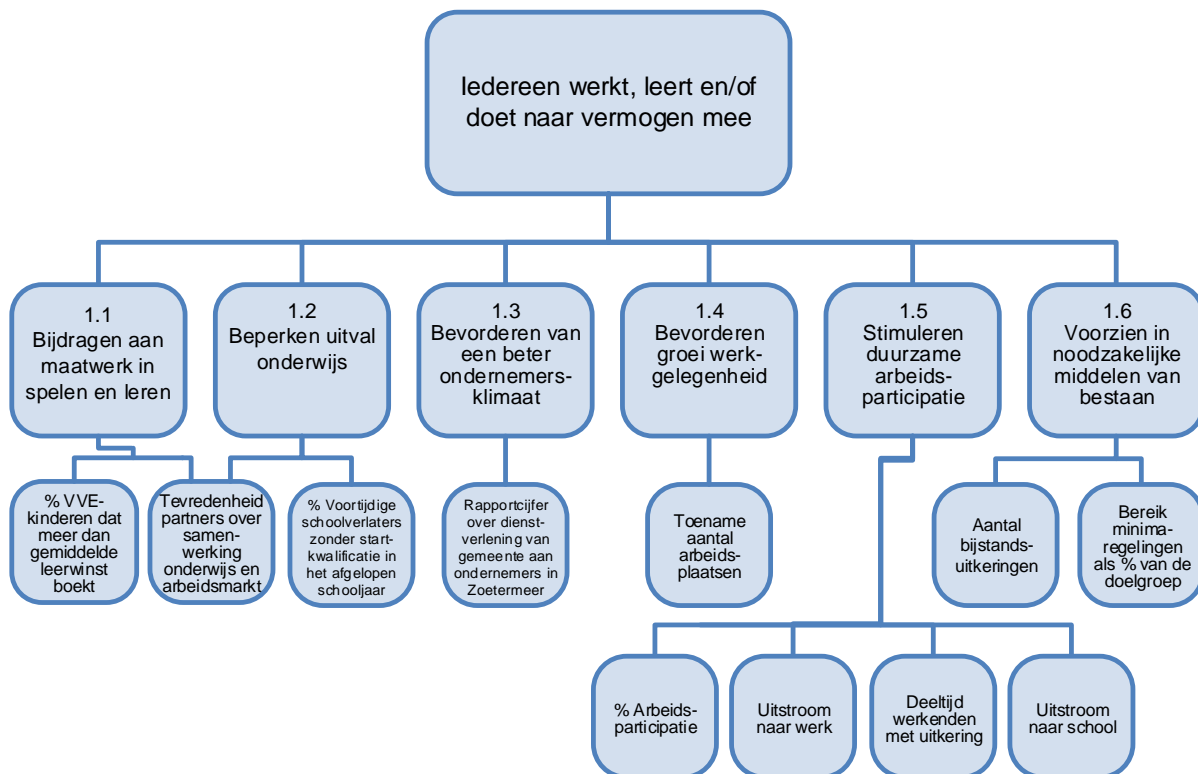 Iedereen werkt, leert en/of
doet naar vermogen mee
1.1
Bijdragen aan
maatwerk in
spelen en leren
1.2
Beperken uitval
onderwijs
1.3
Bevorderen van
een beter
ondernemers-
klimaat
1.4
Bevorderen
groei werk-
gelegenheid
1.5
Stimuleren
duurzame
arbeids-
participatie
1.6
Voorzien in
noodzakelijke
middelen van
bestaan
% VVE-
kinderen dat
meer dan
gemiddelde
leerwinst
boekt
Tevredenheid
partners over
samen-
werking
onderwijs en
arbeidsmarkt
% Voortijdige
schoolverlaters
zonder start-
kwalificatie in
het afgelopen
schooljaar
Rapportcijfer
over dienst-
verlening van
gemeente aan
ondernemers in
Zoetermeer
Toename
aantal
arbeids-
plaatsen
Aantal
bijstands-
uitkeringen
Bereik
minima-
regelingen
als % van de
doelgroep
% Arbeids-
participatie
Uitstroom
naar werk
Deeltijd
werkenden
met uitkering
Uitstroom
naar school